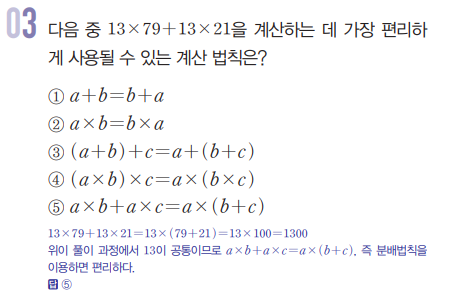 03 다음 중 13×79+13×21을 계산하는 데 가장 편리하
게 사용될 수 있는 계산 법칙은?
① a+b=b+a
② a×b=b×a
③ (a+b)+c=a+(b+c)
④ (a×b)×c=a×(b×c)
⑤ a×b+a×c=a×(b+c)
13×79+13×21=13×(79+21)=13×100=1300
위이 풀이 과정에서 13이 공통이므로 a×b+a×c=a×(b+c), 즉 분배법칙을
이용하면 편리하다.
답 ⑤